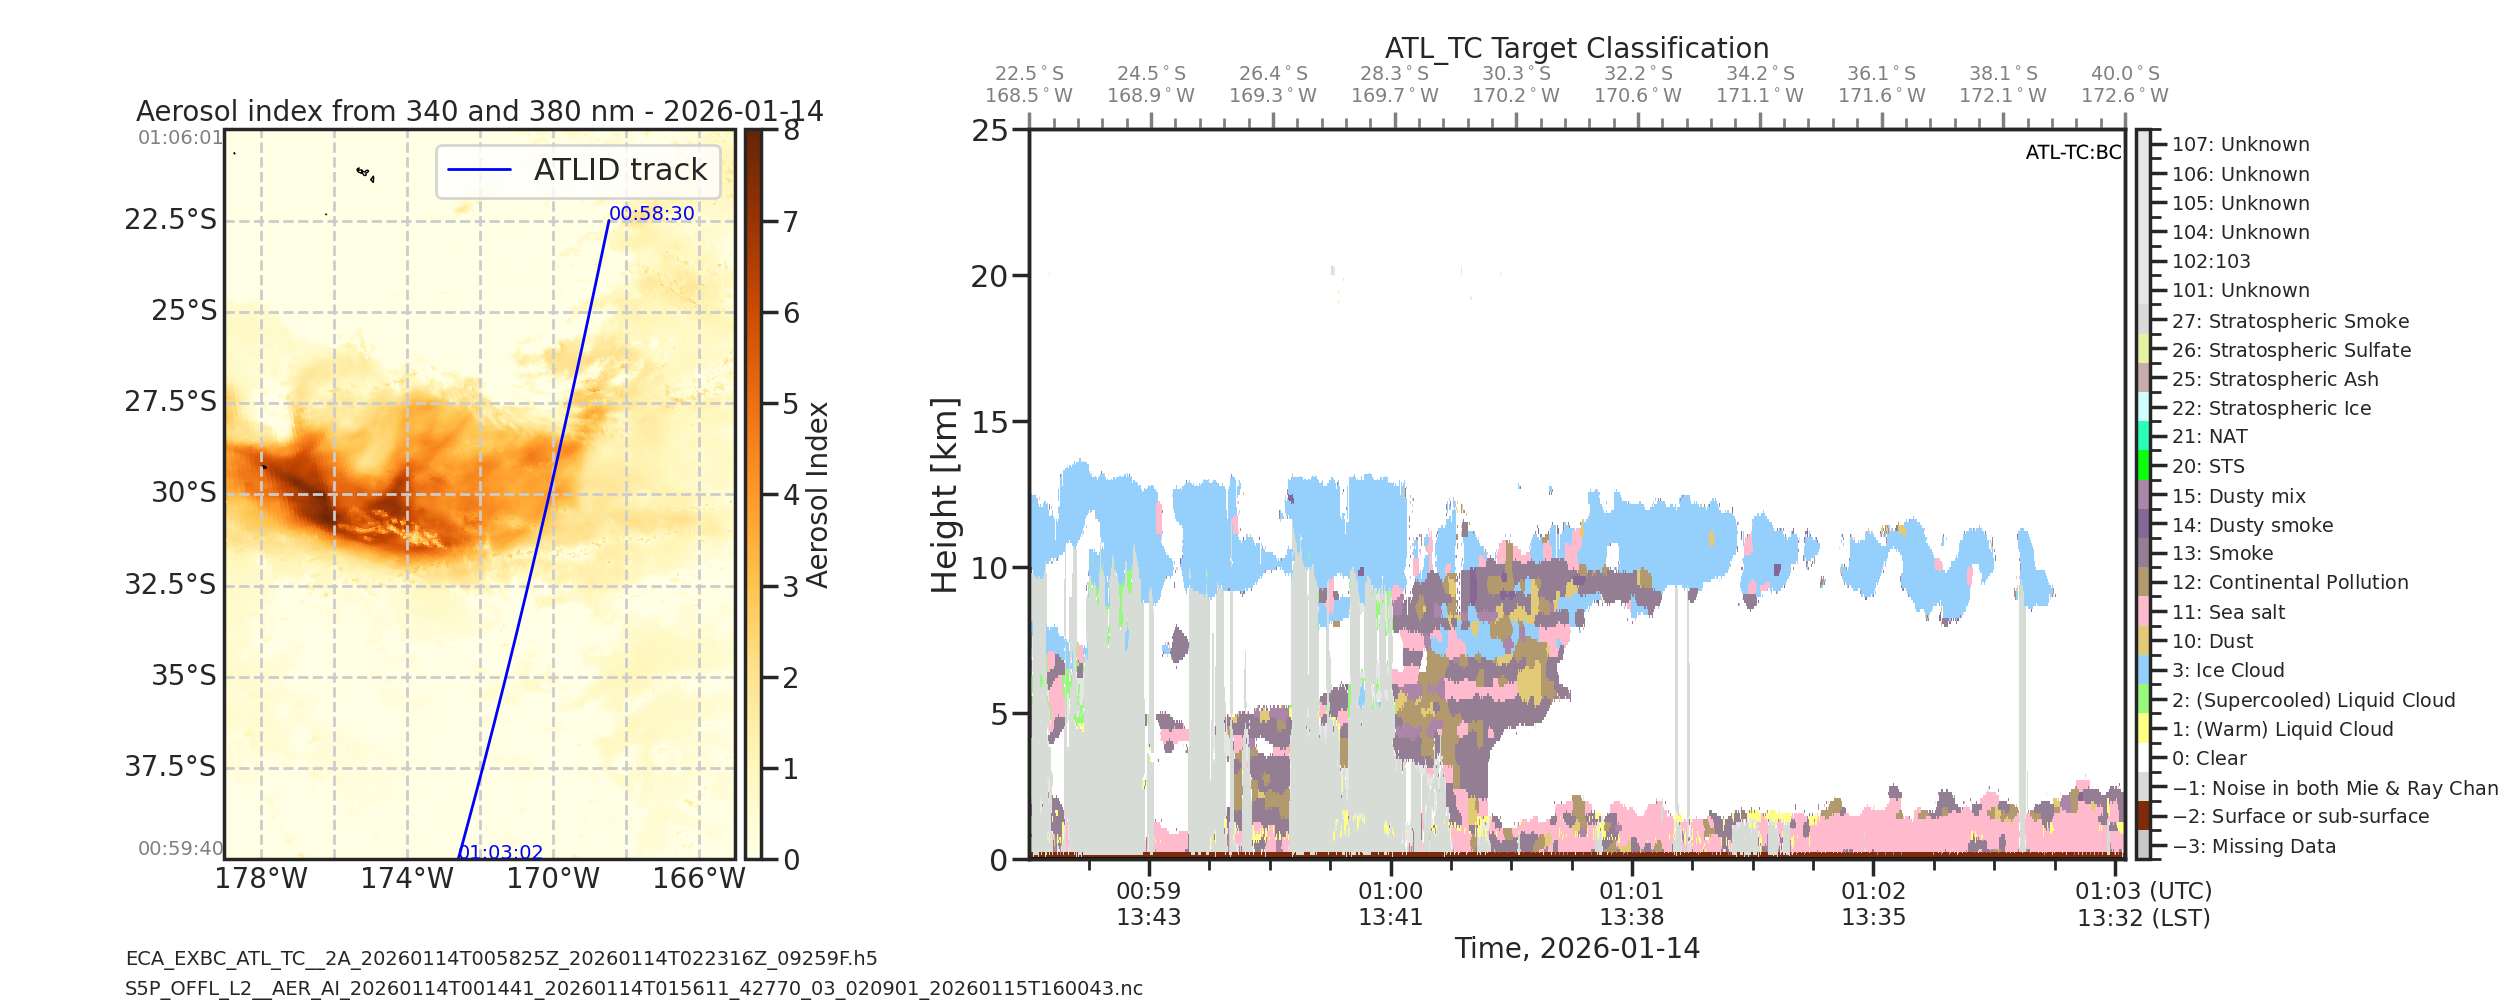 ATL_TC Target Classification
22.5°S 24.5°S 26.4°S 28.3°S 30.3°S 32.2°S 34.2°S 36.1°S 38.1°S 40.0°S
168.5°W 168.9°W 169.3°W 169.7°W 170.2°W 170.6°W 171.1°W 171.6°W 172.1°W 172.6°W
Aerosol index from 340 and 380 nm - 2026-01-14
01:06:01
ATLID track
00:58:30
22.5°S
25°S
27.5°S
30°S
32.5°S
35°S
37.5°S
00:59:40
01:03:02
178°W 174°W 170°W 166°W
8
7
6
5
4
3
2
1
0
Aerosol Index
Height [km]
25
20
15
10
5
0
ATL-TC:BC
107: Unknown
106: Unknown
105: Unknown
104: Unknown
102:103
101: Unknown
27: Stratospheric Smoke
26: Stratospheric Sulfate
25: Stratospheric Ash
22: Stratospheric Ice
21: NAT
20: STS
15: Dusty mix
14: Dusty smoke
13: Smoke
12: Continental Pollution
11: Sea salt
10: Dust
3: Ice Cloud
2: (Supercooled) Liquid Cloud
1: (Warm) Liquid Cloud
0: Clear
−1: Noise in both Mie & Ray Chan
−2: Surface or sub-surface
−3: Missing Data
00:59 01:00 01:01 01:02 01:03 (UTC)
13:43 13:41 13:38 13:35 13:32 (LST)
Time, 2026-01-14
ECA_EXBC_ATL_TC__2A_20260114T005825Z_20260114T022316Z_09259F.h5
S5P_OFFL_L2__AER_AI_20260114T001441_20260114T015611_42770_03_020901_20260115T160043.nc